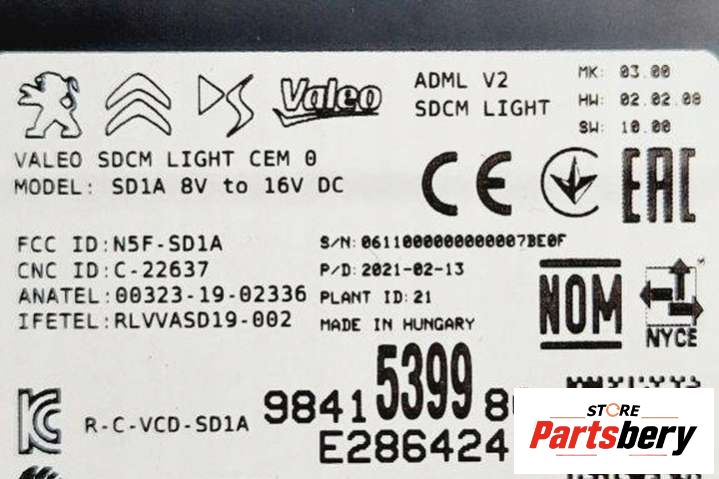 Valeo
ADML V2
SDCM LIGHT
MK: 03.00
HW: 02.02.08
SW: 10.00
VALEO SDCM LIGHT CEM 0
MODEL: SD1A 8V to 16V DC
CE
EAC
FCC ID:N5F-SD1A
CNC ID:C-22637
ANATEL:00323-19-02336
IFETEL:RLVVASD19-002
S/N:0611000000000007BE0F
P/D:2021-02-13
PLANT ID:21
MADE IN HUNGARY
NOM
NYCE
R-C-VCD-SD1A
98415399
E286424
STORE
Partsbery